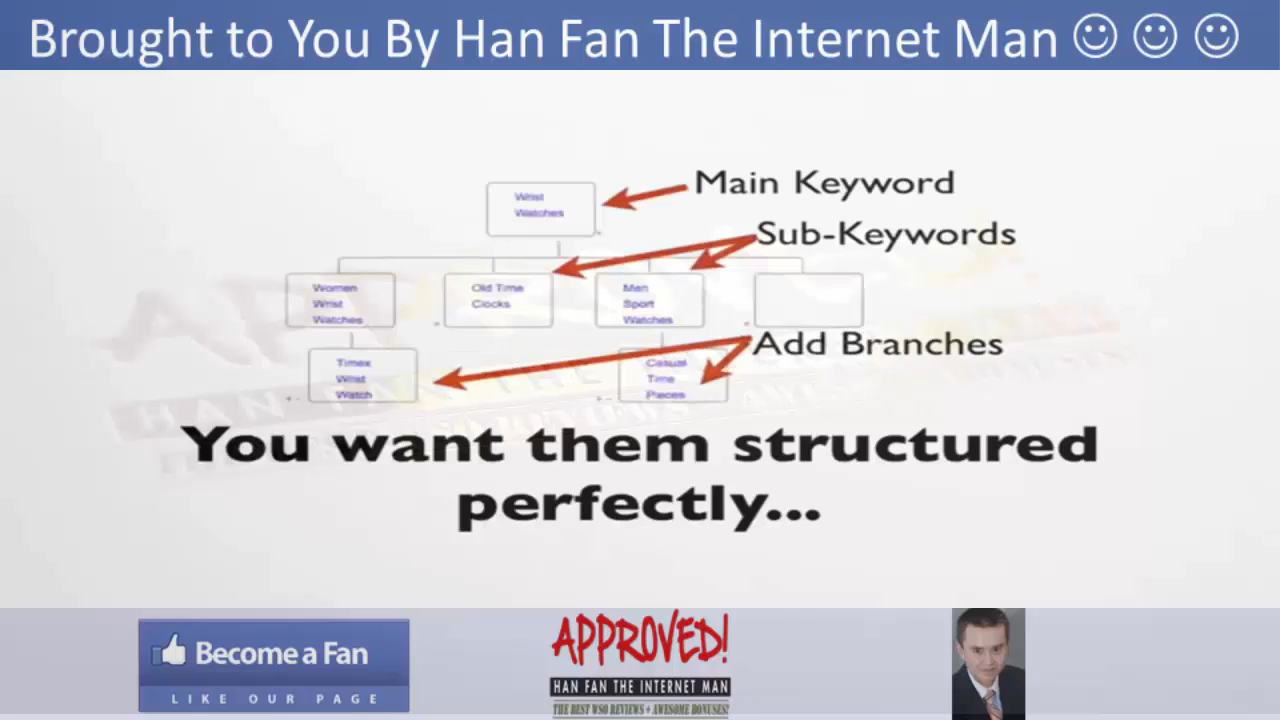 Brought to You By Han Fan The Internet Man
Main Keyword
Wrist
Watches
Sub-Keywords
Women
Wrist
Watches
Old Time
Clocks
Men
Sport
Watches
Add Branches
Timex
Wrist
Watch
Casual
Time
Pieces
You want them structured
perfectly...
Become a Fan
LIKE OUR PAGE
APPROVED!
HAN FAN THE INTERNET MAN
THE BEST WSO REVIEWS + AWESOME BONUSES!